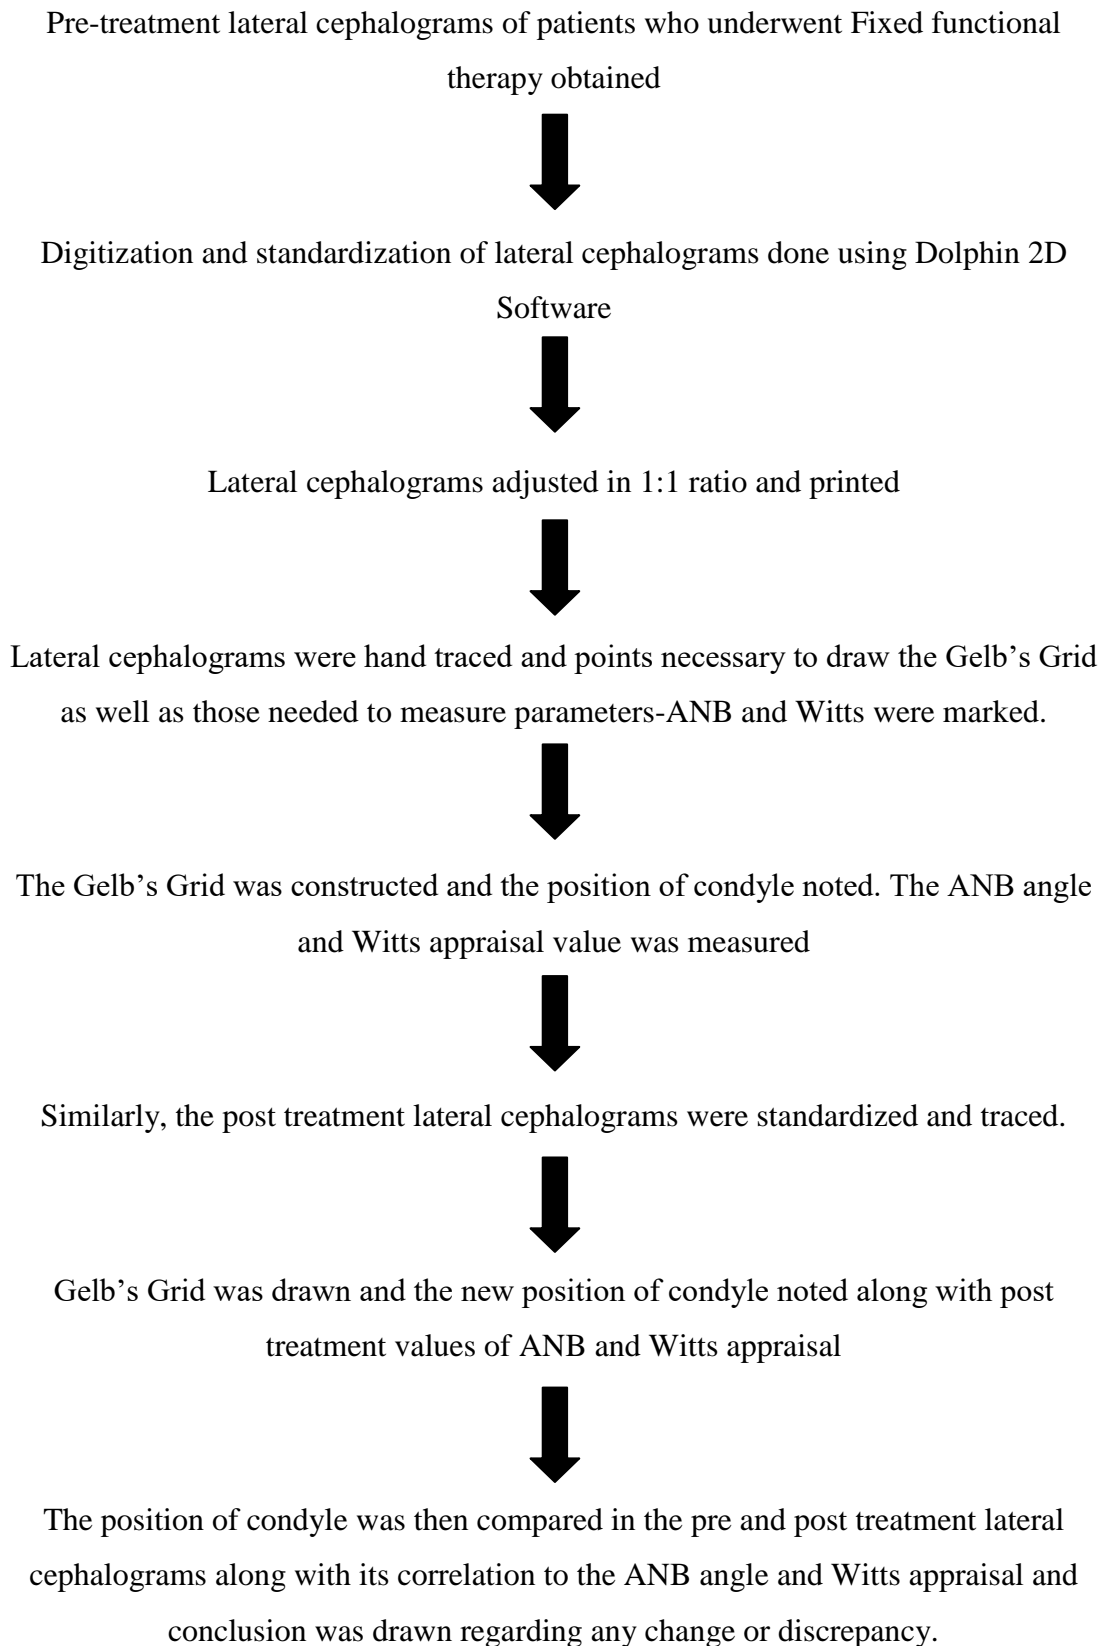 Pre-treatment lateral cephalograms of patients who underwent Fixed functional
therapy obtained
Digitization and standardization of lateral cephalograms done using Dolphin 2D
Software
Lateral cephalograms adjusted in 1:1 ratio and printed
Lateral cephalograms were hand traced and points necessary to draw the Gelb’s Grid
as well as those needed to measure parameters-ANB and Witts were marked.
The Gelb’s Grid was constructed and the position of condyle noted. The ANB angle
and Witts appraisal value was measured
Similarly, the post treatment lateral cephalograms were standardized and traced.
Gelb’s Grid was drawn and the new position of condyle noted along with post
treatment values of ANB and Witts appraisal
The position of condyle was then compared in the pre and post treatment lateral
cephalograms along with its correlation to the ANB angle and Witts appraisal and
conclusion was drawn regarding any change or discrepancy.